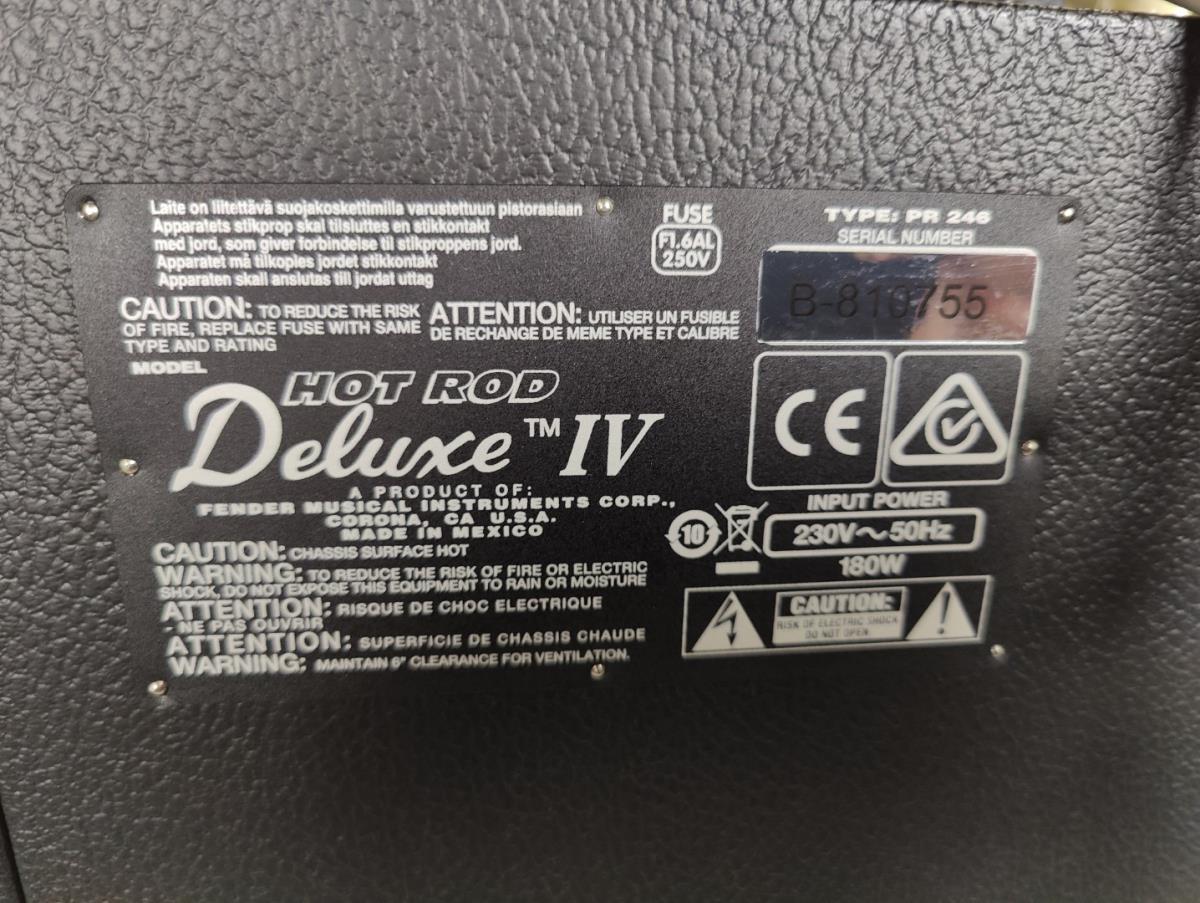 Laite on liitettävä suojakoskettimilla varustettuun pistorasiaan
Apparatets stikprop skal tilsluttes en stikkontakt
med jord, som giver forbindelse til stikproppens jord.
Apparatet må tilkoples jordet stikkontakt
Apparaten skall anslutas till jordat uttag
FUSE
F1.6AL
250V
TYPE: PR 246
SERIAL NUMBER
B-810755
CAUTION: TO REDUCE THE RISK
OF FIRE, REPLACE FUSE WITH SAME
TYPE AND RATING
ATTENTION: UTILISER UN FUSIBLE
DE RECHANGE DE MEME TYPE ET CALIBRE
MODEL
HOT ROD
Deluxe™ IV
A PRODUCT OF:
FENDER MUSICAL INSTRUMENTS CORP.,
CORONA, CA U.S.A.
MADE IN MEXICO
CE
INPUT POWER
10
230V~50Hz
180W
CAUTION: CHASSIS SURFACE HOT
WARNING: TO REDUCE THE RISK OF FIRE OR ELECTRIC
SHOCK, DO NOT EXPOSE THIS EQUIPMENT TO RAIN OR MOISTURE
ATTENTION: RISQUE DE CHOC ELECTRIQUE
NE PAS OUVRIR
ATTENTION: SUPERFICIE DE CHASSIS CHAUDE
WARNING: MAINTAIN 6" CLEARANCE FOR VENTILATION.
CAUTION:
RISK OF ELECTRIC SHOCK
DO NOT OPEN
!